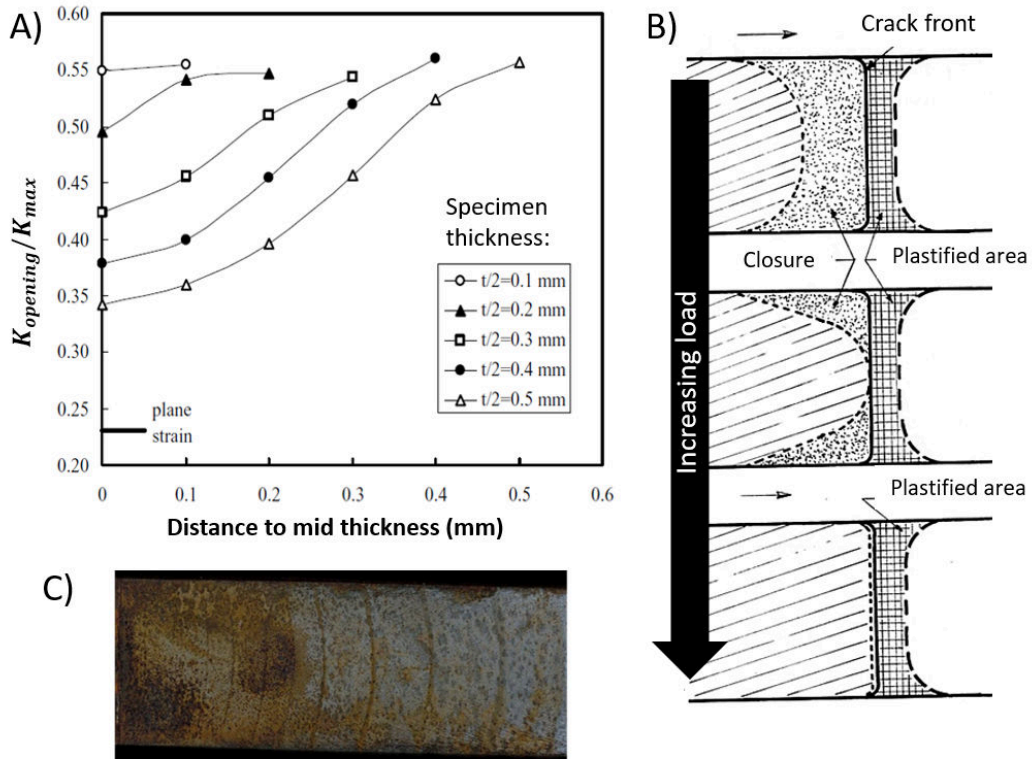 A)
0.60
0.55
0.50
0.45
0.40
0.35
0.30
0.25
0.20
K_opening/K_max
plane
strain
Specimen
thickness:
t/2=0.1 mm
t/2=0.2 mm
t/2=0.3 mm
t/2=0.4 mm
t/2=0.5 mm
0 0.1 0.2 0.3 0.4 0.5 0.6
Distance to mid thickness (mm)
B)
Crack front
Increasing load
Closure
Plastified area
Plastified area
C)